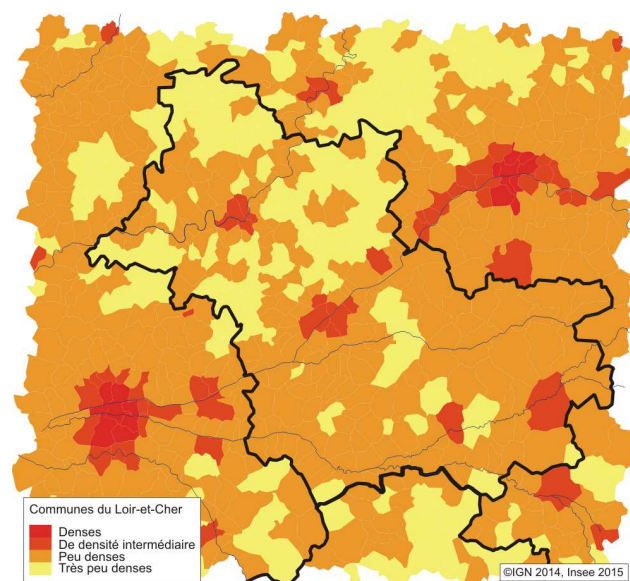 Communes du Loir-et-Cher
Denses
De densité intermédiaire
Peu denses
Très peu denses
©IGN 2014, Insee 2015